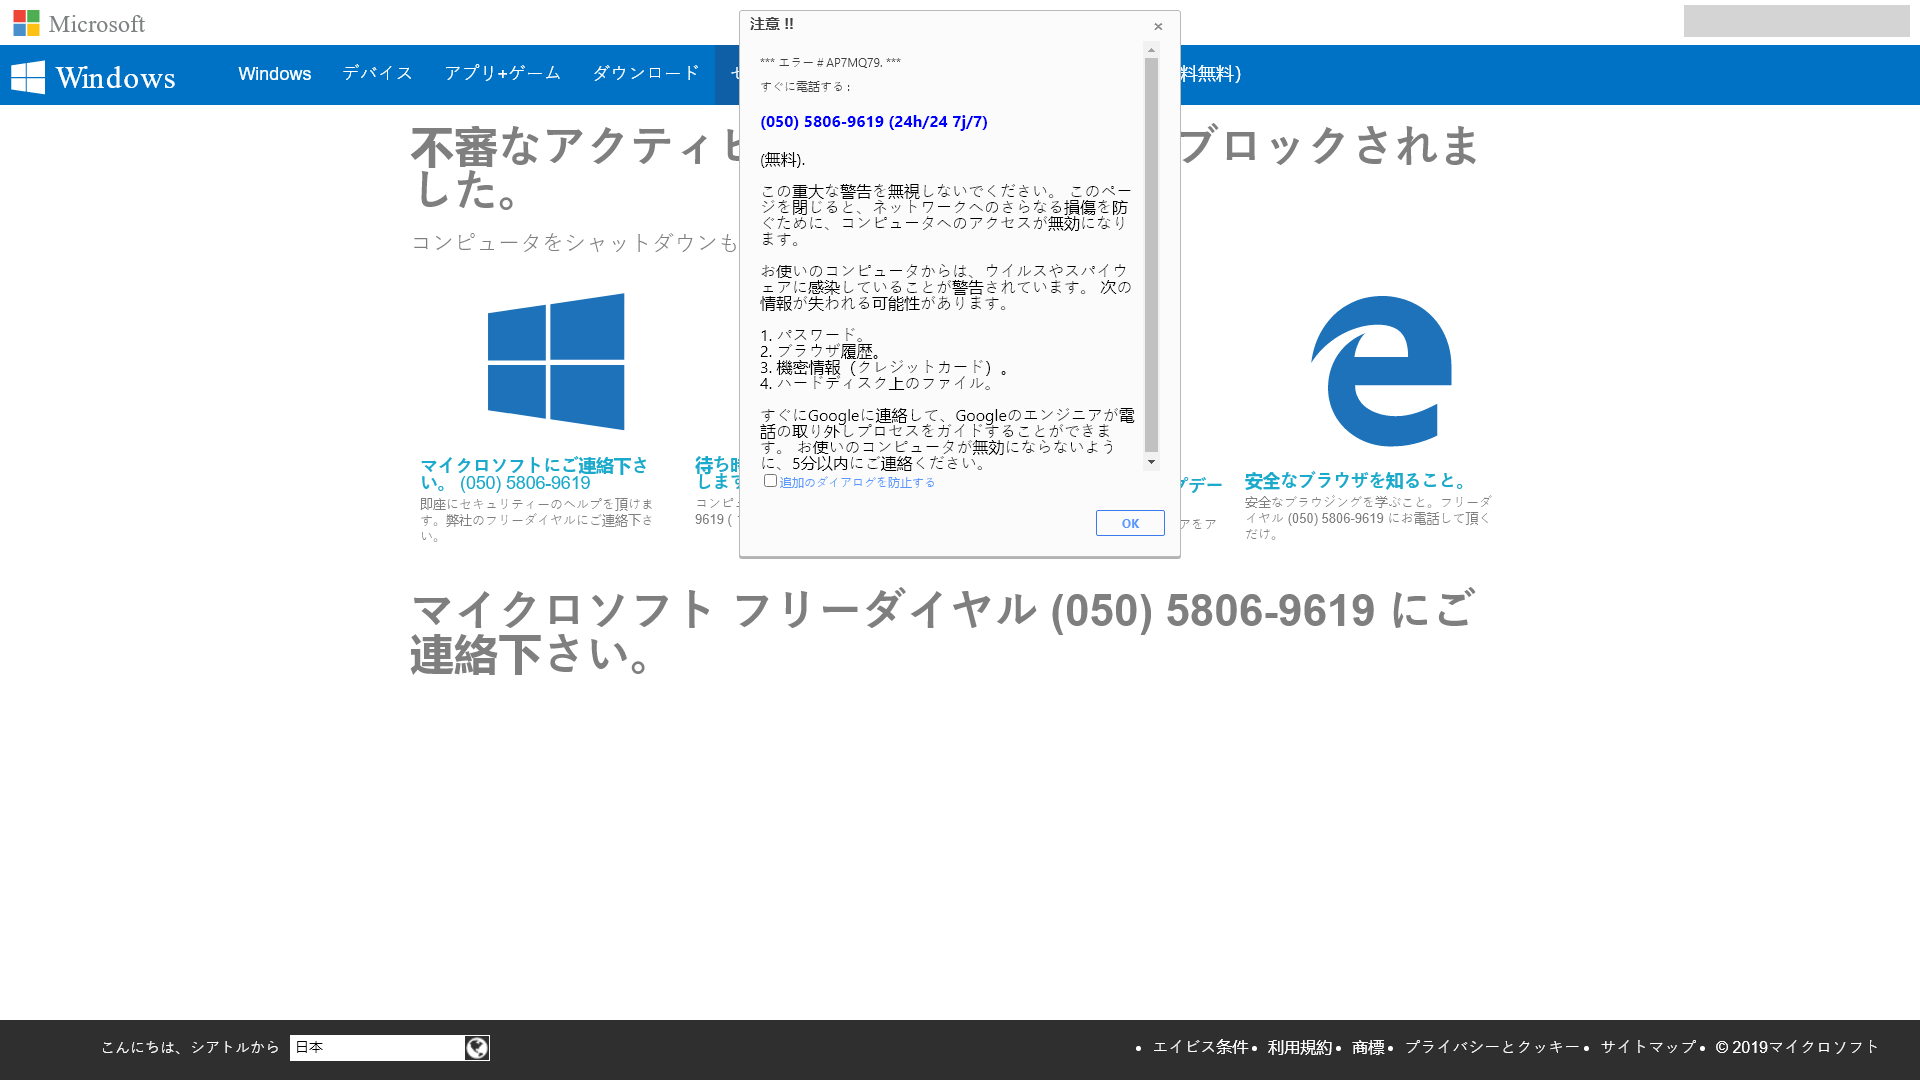 Microsoft
Windows
Windows
デバイス
アプリ+ゲーム
ダウンロード
料無料)
注意 !!
×
*** エラー # AP7MQ79. ***
すぐに電話する :
(050) 5806-9619 (24h/24 7j/7)
(無料).
この重大な警告を無視しないでください。 このペー
ジを閉じると、ネットワークへのさらなる損傷を防
ぐために、コンピュータへのアクセスが無効になり
ます。
お使いのコンピュータからは、ウイルスやスパイウ
ェアに感染していることが警告されています。 次の
情報が失われる可能性があります。
1. パスワード。
2. ブラウザ履歴。
3. 機密情報（クレジットカード）。
4. ハードディスク上のファイル。
すぐにGoogleに連絡して、Googleのエンジニアが電
話の取り外しプロセスをガイドすることができま
す。 お使いのコンピュータが無効にならないよう
に、5分以内にご連絡ください。
追加のダイアログを防止する
OK
不審なアクティビ
ブロックされま
した。
コンピュータをシャットダウンも
マイクロソフトにご連絡下さ
い。 (050) 5806-9619
即座にセキュリティーのヘルプを頂けま
す。弊社のフリーダイヤルにご連絡下さ
い。
待ち時
します
コンピュ
9619 (
プデー
アをア
安全なブラウザを知ること。
安全なブラウジングを学ぶこと。フリーダ
イヤル (050) 5806-9619 にお電話して頂く
だけ。
マイクロソフト フリーダイヤル (050) 5806-9619 にご
連絡下さい。
こんにちは、シアトルから
日本
• エイビス条件 • 利用規約 • 商標 • プライバシーとクッキー • サイトマップ • © 2019マイクロソフト